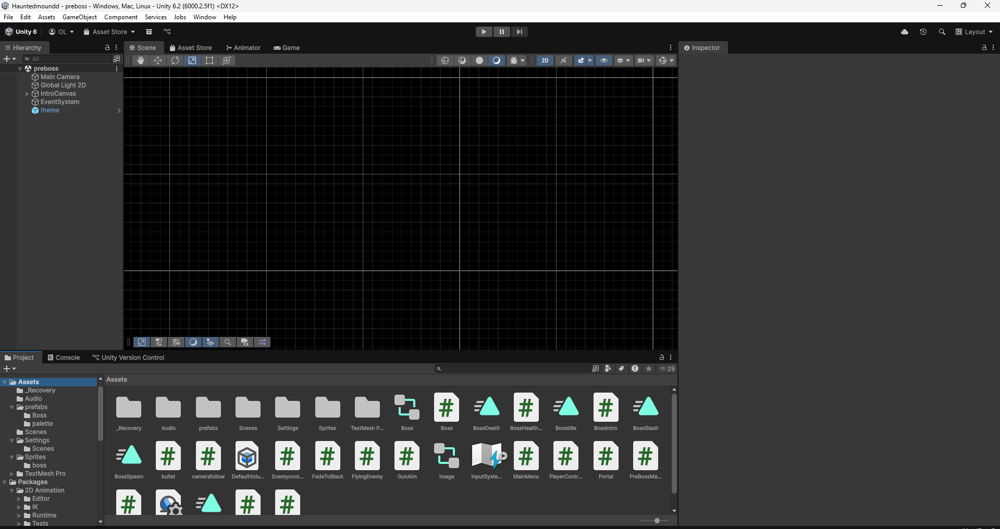 Hauntedmoundd - preboss - Windows, Mac, Linux - Unity 6.2 (6000.2.5f1) <DX12>
File Edit Assets GameObject Component Services Jobs Window Help
Unity 6 OL Asset Store Layout
Hierarchy Scene Asset Store Animator Game Inspector
All 2D
preboss
Main Camera
Global Light 2D
IntroCanvas
EventSystem
theme
Project Console Unity Version Control
29
Assets
_Recovery
Audio
prefabs
Boss
palette
Scenes
Settings
Scenes
Sprites
boss
TextMesh Pro
Packages
2D Animation
Editor
IK
Runtime
Tests
Assets
_Recovery Audio prefabs Scenes Settings Sprites TextMesh P... Boss Boss BossDeath BossHealth... BossIdle BossIntro BossSlash
BossSpawn bullet camerafollow DefaultVolu... Enemycont... FadeToBlack FlyingEnemy GunAim Image InputSyste... MainMenu PlayerContr... Portal PreBossMa...